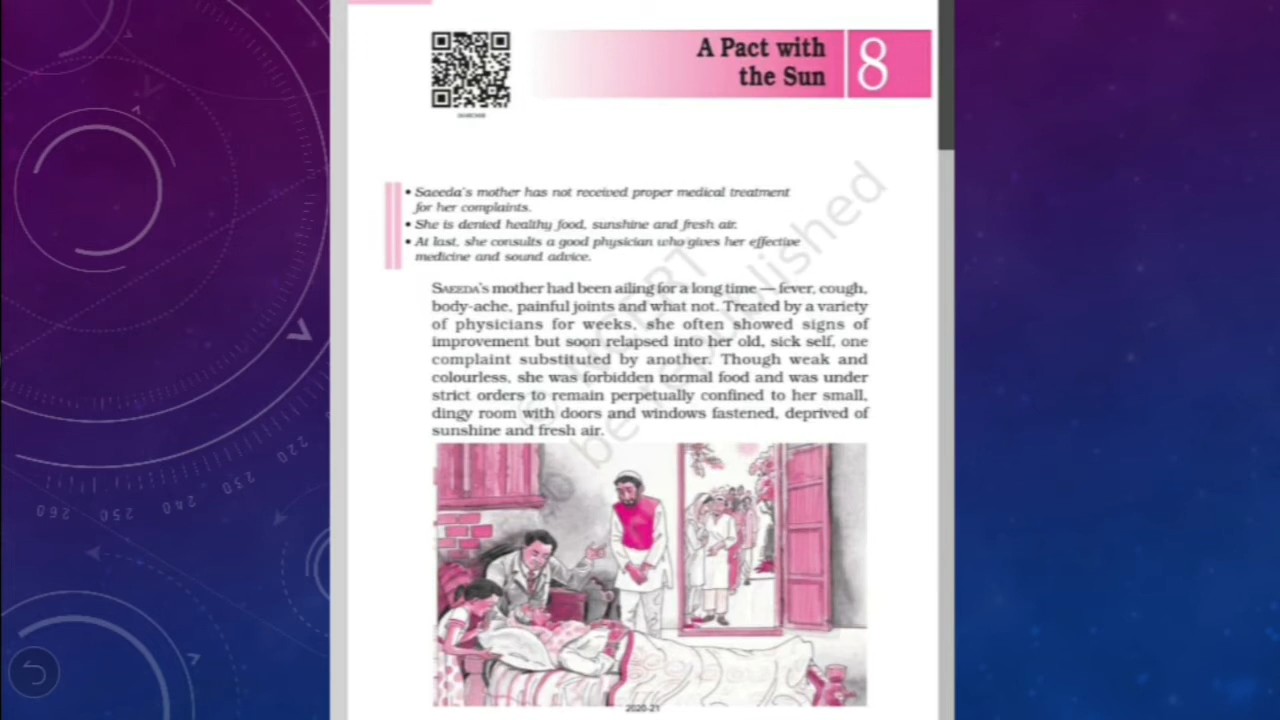 A Pact with
the Sun
8
• Saeeda's mother has not received proper medical treatment
for her complaints.
• She is denied healthy food, sunshine and fresh air.
• At last, she consults a good physician who gives her effective
medicine and sound advice.
SAEEDA'S mother had been ailing for a long time — fever, cough,
body-ache, painful joints and what not. Treated by a variety
of physicians for weeks, she often showed signs of
improvement but soon relapsed into her old, sick self, one
complaint substituted by another. Though weak and
colourless, she was forbidden normal food and was under
strict orders to remain perpetually confined to her small,
dingy room with doors and windows fastened, deprived of
sunshine and fresh air.
2020-21
210
220
230
240
250
260